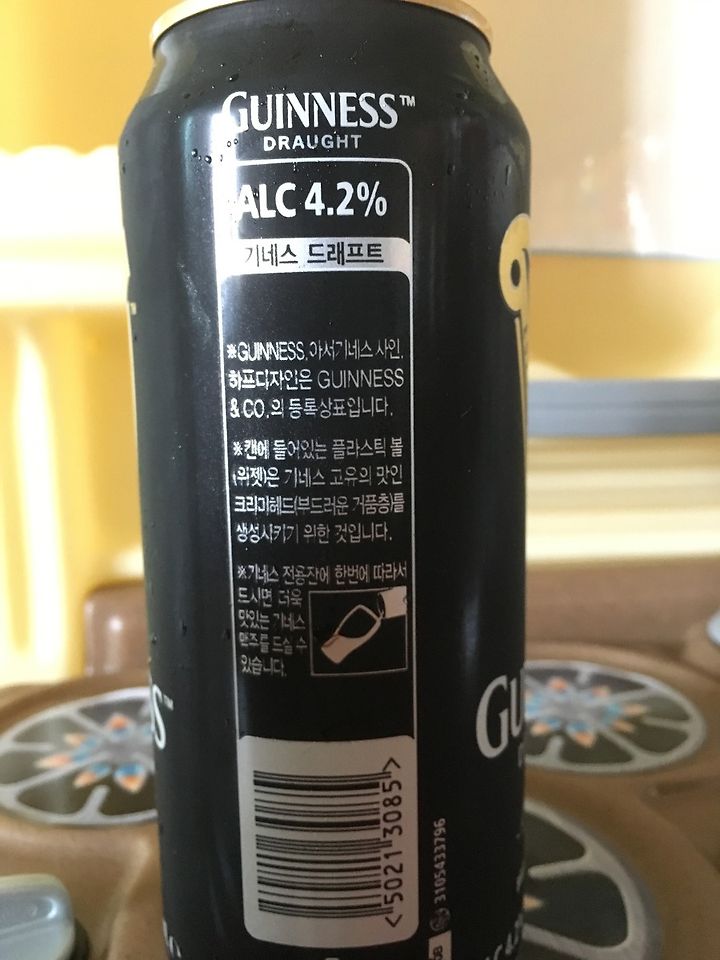 GUINNESS™
DRAUGHT
ALC 4.2%
기네스 드래프트
※GUINNESS, 아서기네스 사인,
하프디자인은 GUINNESS
& CO.의 등록상표입니다.
※캔에 들어있는 플라스틱 볼
(위젯)은 기네스 고유의 맛인
크리미헤드(부드러운 거품층)를
생성시키기 위한 것입니다.
※기네스 전용잔에 한번에 따라서
드시면 더욱
맛있는 기네스
맥주를 드실 수
있습니다.
<5021 3085>
3105433796
GU
S™